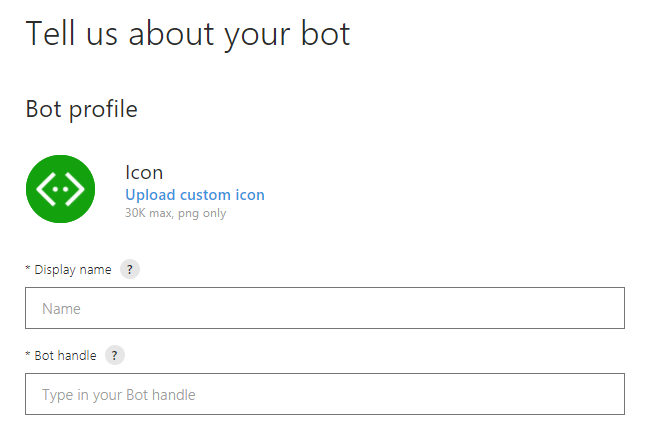 Tell us about your bot
Bot profile
Icon
Upload custom icon
30K max, png only
* Display name ?
Name
* Bot handle ?
Type in your Bot handle